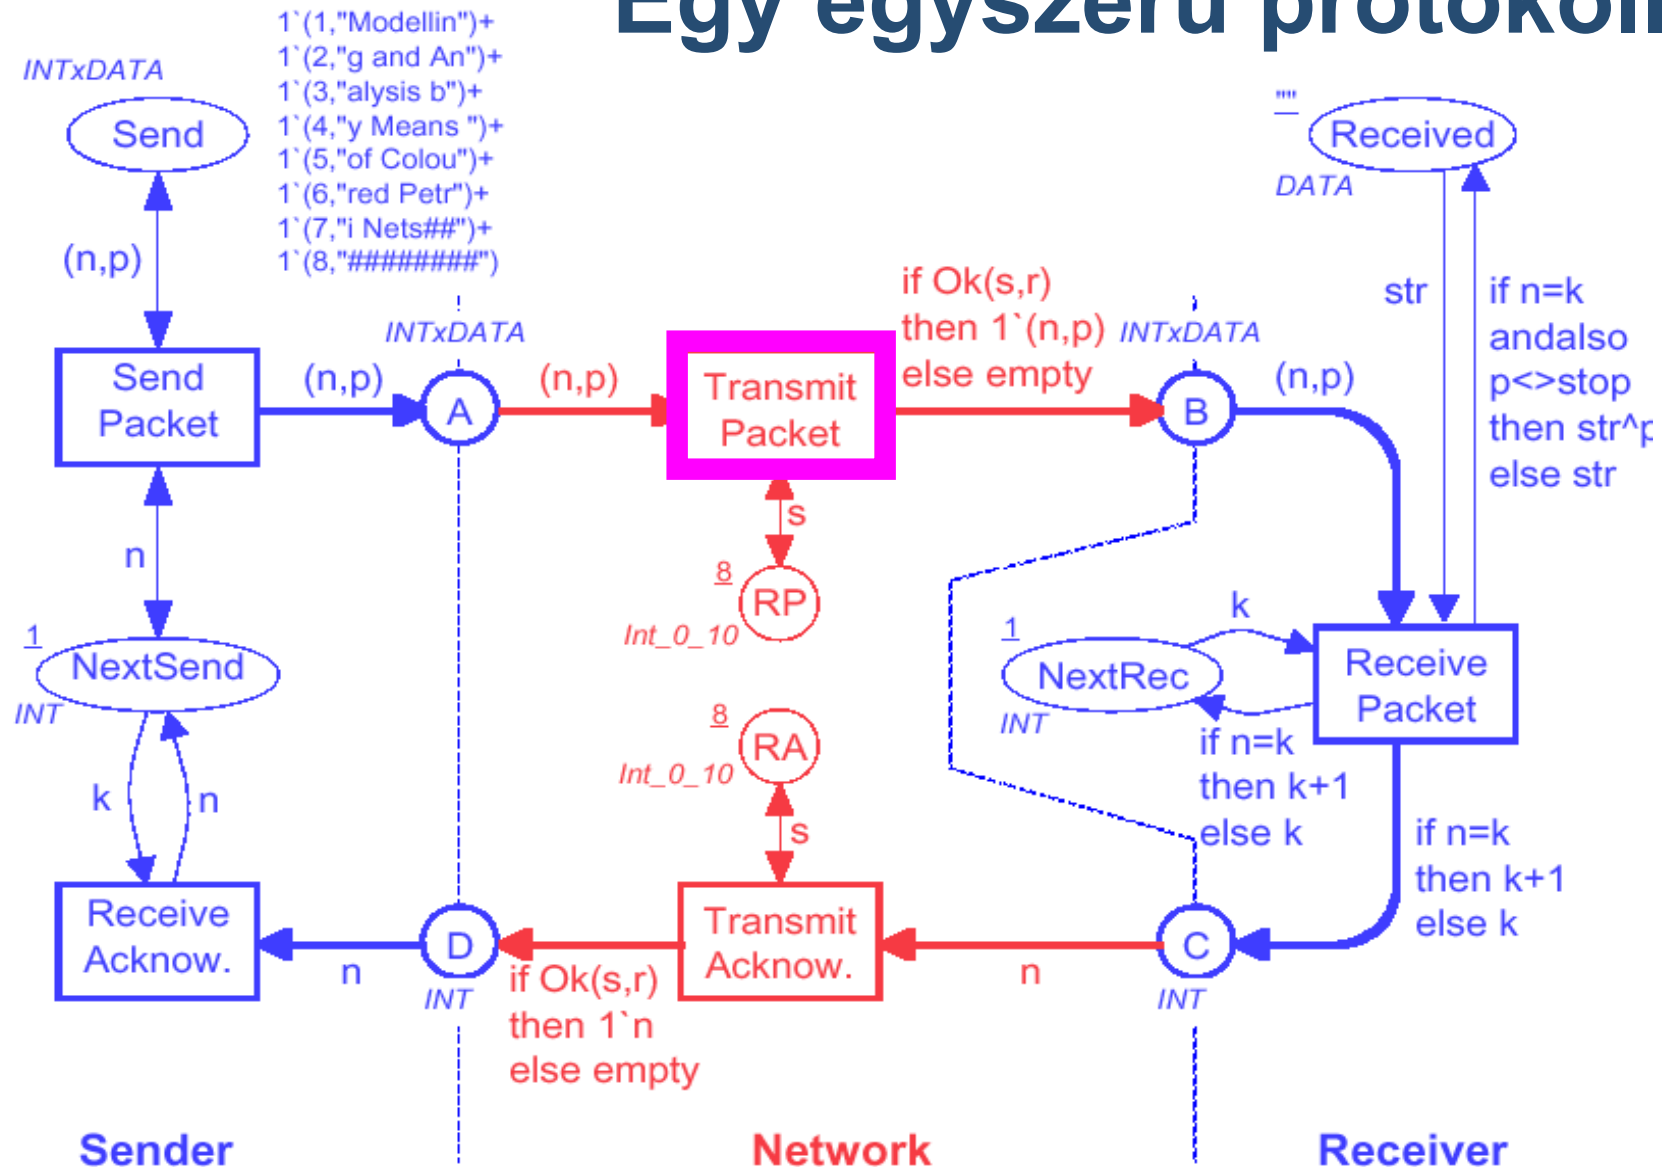 Egy egyszerű protokoll
1`(1,"Modellin")+
1`(2,"g and An")+
1`(3,"alysis b")+
1`(4,"y Means ")+
1`(5,"of Colou")+
1`(6,"red Petr")+
1`(7,"i Nets##")+
1`(8,"########")
INTxDATA
Send
(n,p)
Send
Packet
(n,p)
INTxDATA
A
(n,p)
Transmit
Packet
if Ok(s,r)
then 1`(n,p)
else empty
INTxDATA
B
(n,p)
""
Received
DATA
str
if n=k
andalso
p<>stop
then str^p
else str
n
s
8
RP
Int_0_10
1
NextSend
INT
k
n
8
RA
Int_0_10
s
1
NextRec
INT
k
if n=k
then k+1
else k
Receive
Packet
if n=k
then k+1
else k
Receive
Acknow.
n
D
INT
if Ok(s,r)
then 1`n
else empty
Transmit
Acknow.
n
C
INT
Sender
Network
Receiver